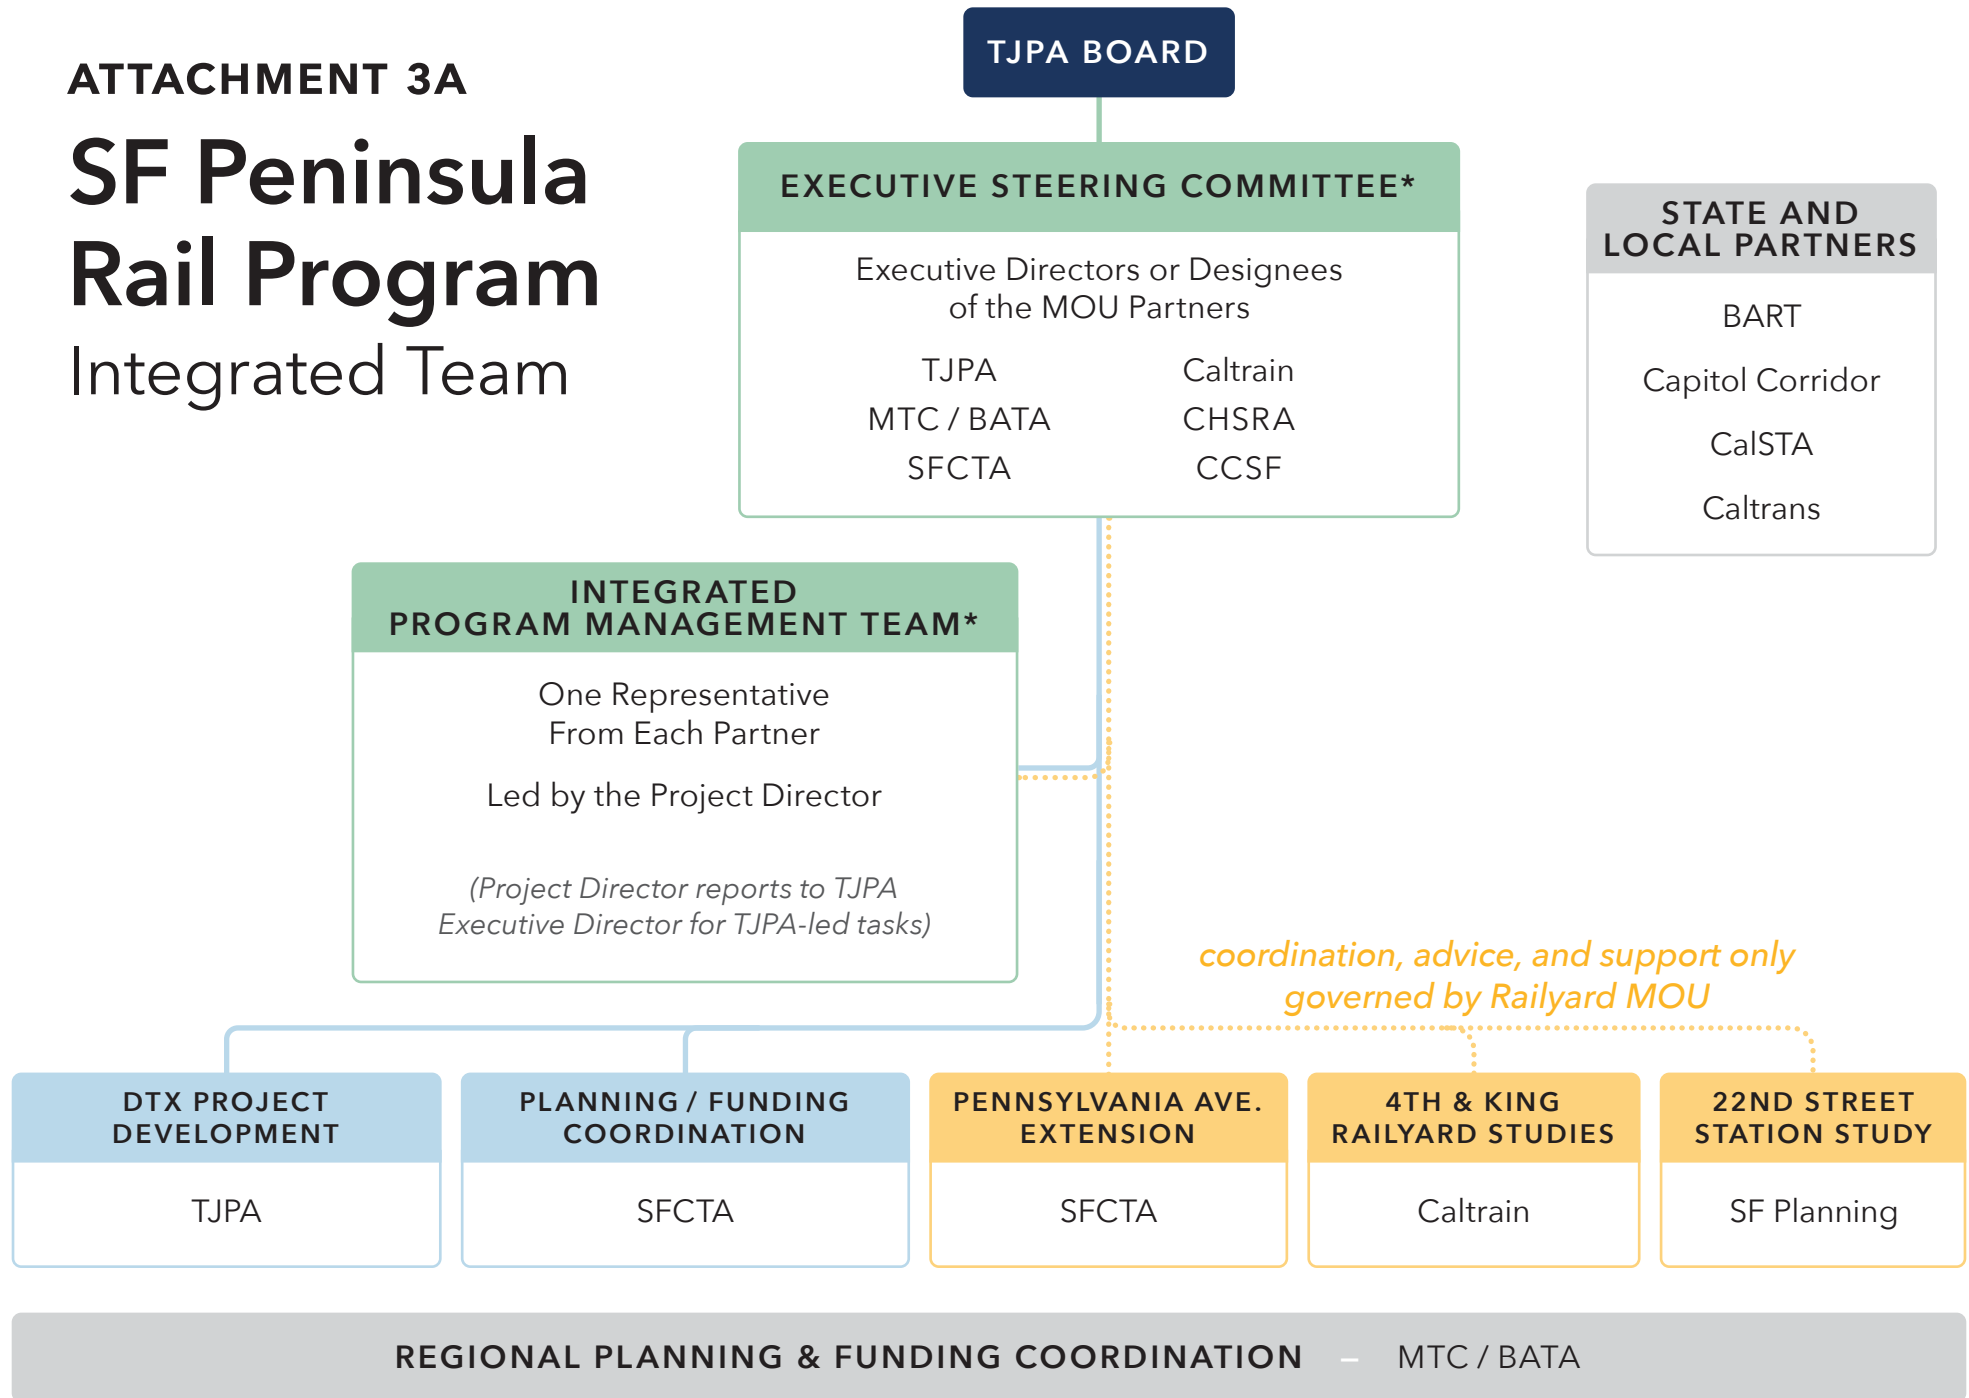 ATTACHMENT 3A
SF Peninsula
Rail Program
Integrated Team
TJPA BOARD
EXECUTIVE STEERING COMMITTEE*
Executive Directors or Designees
of the MOU Partners
TJPA
MTC / BATA
SFCTA
Caltrain
CHSRA
CCSF
STATE AND
LOCAL PARTNERS
BART
Capitol Corridor
CalSTA
Caltrans
INTEGRATED
PROGRAM MANAGEMENT TEAM*
One Representative
From Each Partner
Led by the Project Director
(Project Director reports to TJPA
Executive Director for TJPA-led tasks)
coordination, advice, and support only
governed by Railyard MOU
DTX PROJECT
DEVELOPMENT
TJPA
PLANNING / FUNDING
COORDINATION
SFCTA
PENNSYLVANIA AVE.
EXTENSION
SFCTA
4TH & KING
RAILYARD STUDIES
Caltrain
22ND STREET
STATION STUDY
SF Planning
REGIONAL PLANNING & FUNDING COORDINATION – MTC / BATA